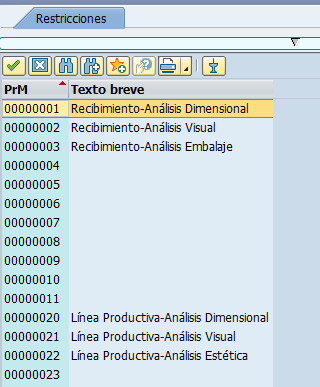 Restricciones
PrM Texto breve
00000001 Recibimiento-Análisis Dimensional
00000002 Recibimiento-Análisis Visual
00000003 Recibimiento-Análisis Embalaje
00000004
00000005
00000006
00000007
00000008
00000009
00000010
00000011
00000020 Línea Productiva-Análisis Dimensional
00000021 Línea Productiva-Análisis Visual
00000022 Línea Productiva-Análisis Estética
00000023